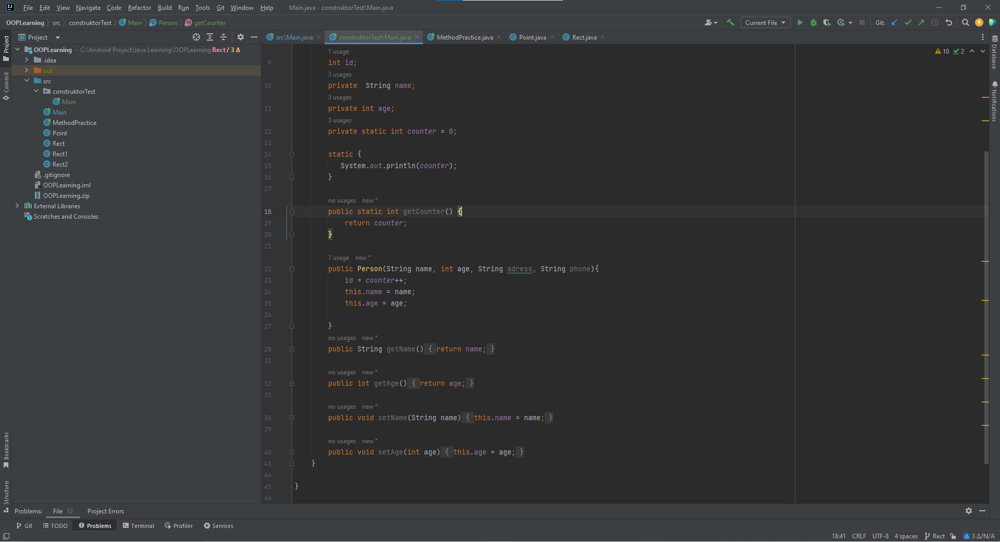 File Edit View Navigate Code Refactor Build Run Tools Git Window Help Main.java - construktorTest\Main.java
OOPLearning src construktorTest Main Person getCounter Current File Git:
Project
src\Main.java construktorTest\Main.java MethodPractice.java Point.java Rect.java
OOPLearning - C:\Android Project\Java Learning\OOPLearning Rect / 3 Δ
.idea
out
src
construktorTest
Main
Main
MethodPractice
Point
Rect
Rect1
Rect2
.gitignore
OOPLearning.iml
OOPLearning.zip
External Libraries
Scratches and Consoles
Project
Commit
Bookmarks
Structure
10 2
1 usage
9 int id;
3 usages
10 private  String name;
3 usages
11 private int age;
3 usages
12 private static int counter = 0;
13
14 static {
15 System.out.println(counter);
16 }
17
no usages new *
18 public static int getCounter() {
19 return counter;
20 }
21
1 usage new *
22 public Person(String name, int age, String adress, String phone){
23 id = counter++;
24 this.name = name;
25 this.age = age;
26
27 }
no usages new *
28 public String getName() { return name; }
31
no usages new *
32 public int getAge() { return age; }
35
no usages new *
36 public void setName(String name) { this.name = name; }
39
no usages new *
40 public void setAge(int age) { this.age = age; }
43 }
44
45 }
46
Database
Notifications
Problems: File 12 Project Errors
Git TODO Problems Terminal Profiler Services
18:41 CRLF UTF-8 4 spaces Rect 3 Δ/N/A